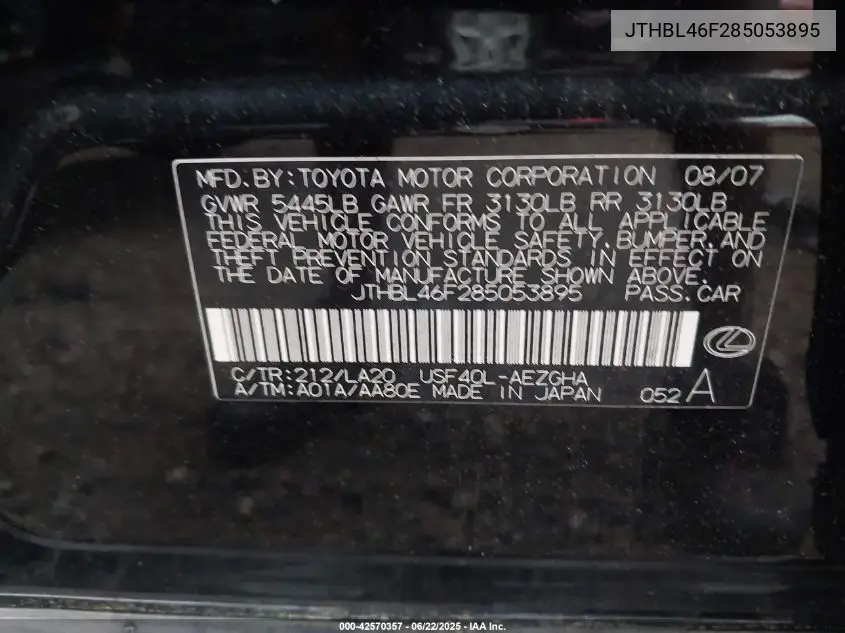 JTHBL46F285053895
MFD. BY: TOYOTA MOTOR CORPORATION 08/07
GVWR 5445LB GAWR FR 3130LB RR 3130LB
THIS VEHICLE CONFORMS TO ALL APPLICABLE
FEDERAL MOTOR VEHICLE SAFETY, BUMPER, AND
THEFT PREVENTION STANDARDS IN EFFECT ON
THE DATE OF MANUFACTURE SHOWN ABOVE.
JTHBL46F285053895 PASS. CAR
C/TR: 212/LA20 USF40L-AEZGHA
A/TM: A01A/AA80E MADE IN JAPAN 052 A
000-42570357 - 06/22/2025 - IAA Inc.